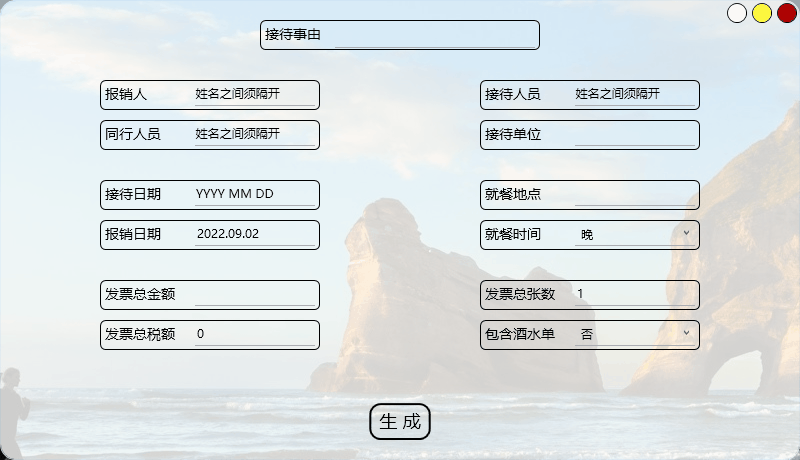 接待事由
报销人 姓名之间须隔开
接待人员 姓名之间须隔开
同行人员 姓名之间须隔开
接待单位
接待日期 YYYY MM DD
就餐地点
报销日期 2022.09.02
就餐时间 晚
发票总金额
发票总张数 1
发票总税额 0
包含酒水单 否
生成